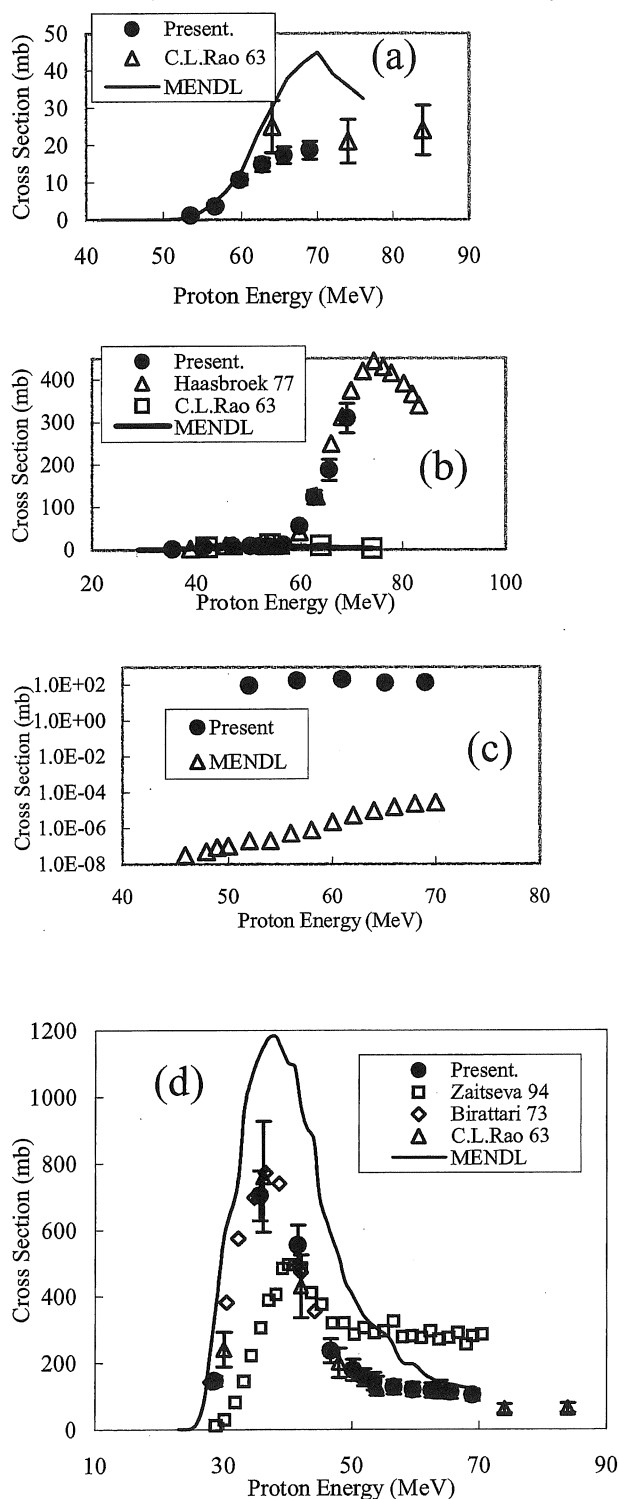 Present.
C.L.Rao 63
MENDL
(a)
Cross Section (mb)
50
40
30
20
10
0
40 50 60 70 80 90
Proton Energy (MeV)
Present.
Haasbroek 77
C.L.Rao 63
MENDL
(b)
Cross Section (mb)
400
300
200
100
0
20 40 60 80 100
Proton Energy (MeV)
Present
MENDL
(c)
Cross Section (mb)
1.0E+02
1.0E+00
1.0E-02
1.0E-04
1.0E-06
1.0E-08
40 50 60 70 80
Proton Energy (MeV)
(d)
Present.
Zaitseva 94
Birattari 73
C.L.Rao 63
MENDL
Cross Section (mb)
1200
1000
800
600
400
200
0
10 30 50 70 90
Proton Energy (MeV)